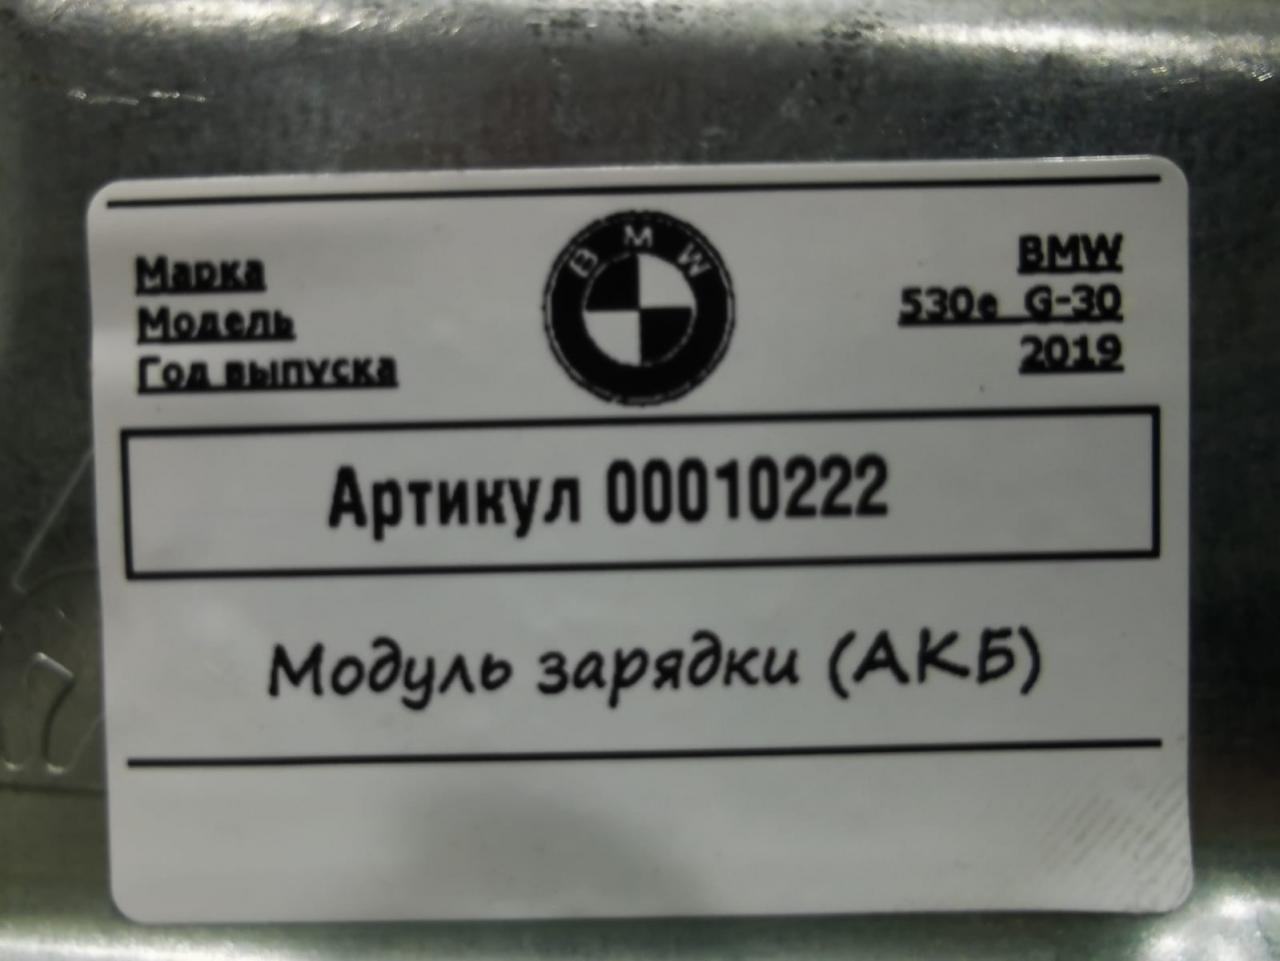 Марка BMW BMW
Модель 530e G-30
Год выпуска 2019
Артикул 00010222
Модуль зарядки (АКБ)